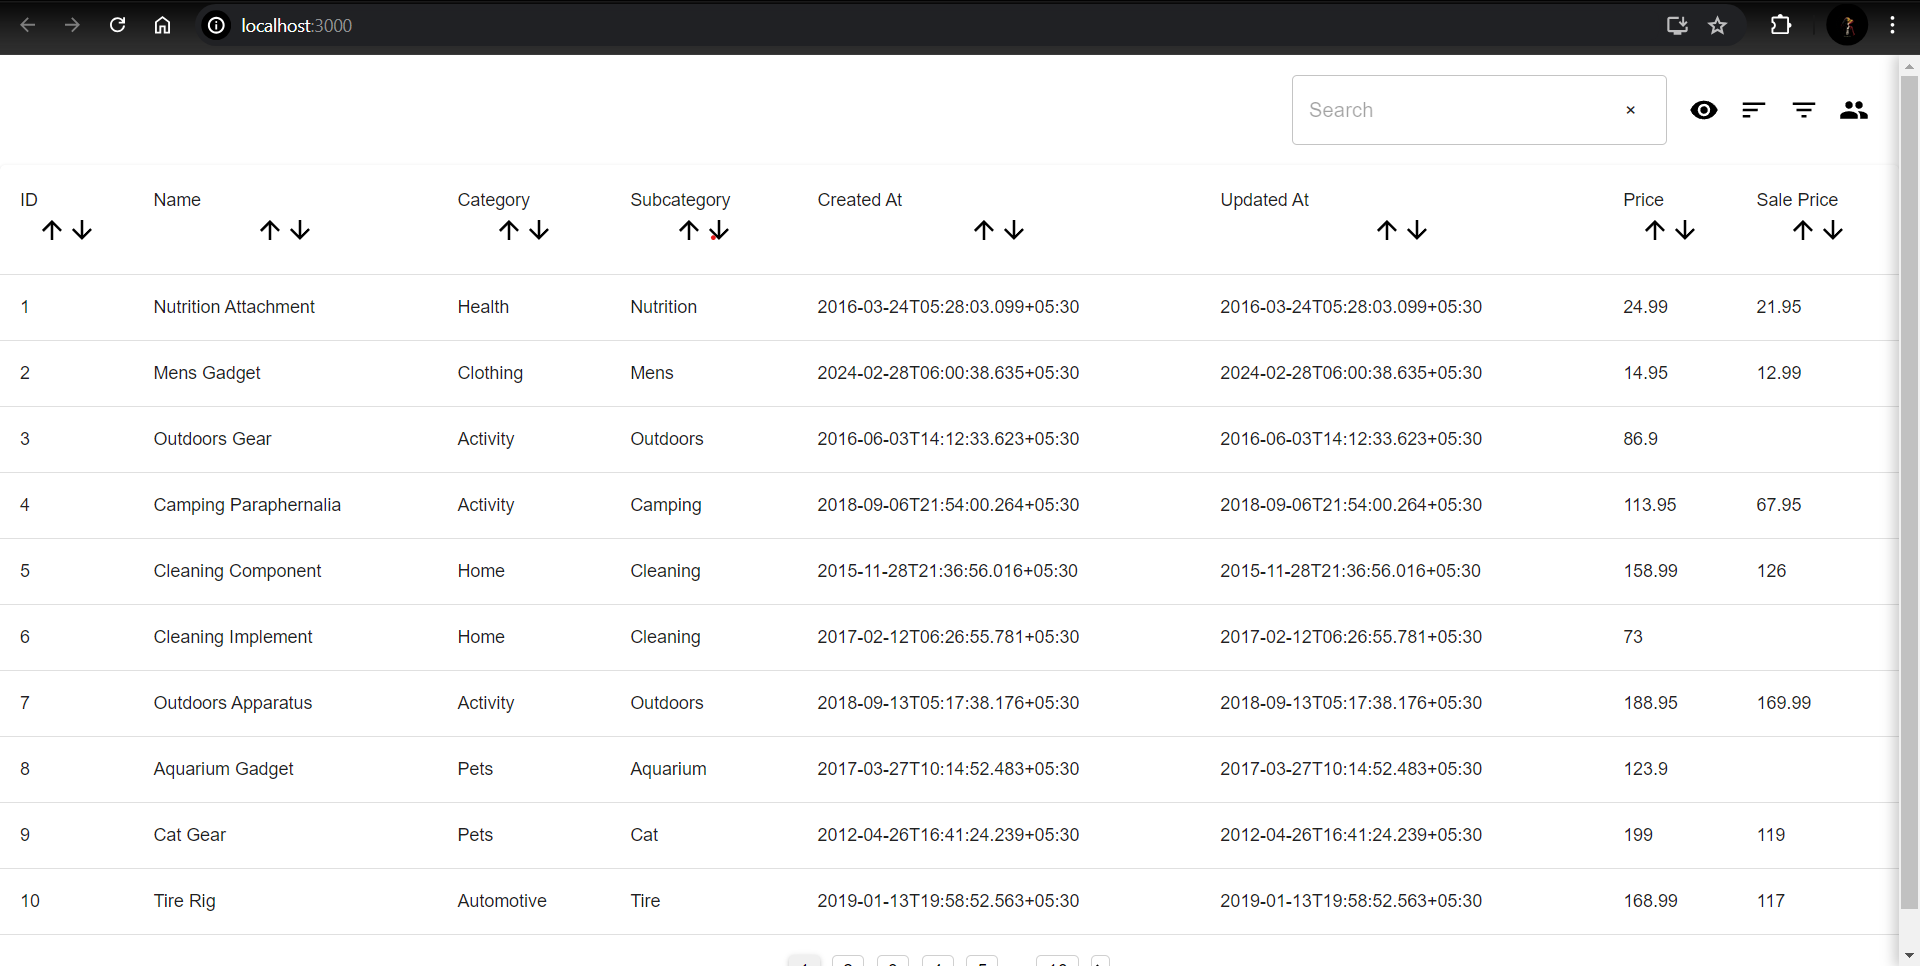 localhost:3000
Search ×
ID Name Category Subcategory Created At Updated At Price Sale Price
1 Nutrition Attachment Health Nutrition 2016-03-24T05:28:03.099+05:30 2016-03-24T05:28:03.099+05:30 24.99 21.95
2 Mens Gadget Clothing Mens 2024-02-28T06:00:38.635+05:30 2024-02-28T06:00:38.635+05:30 14.95 12.99
3 Outdoors Gear Activity Outdoors 2016-06-03T14:12:33.623+05:30 2016-06-03T14:12:33.623+05:30 86.9
4 Camping Paraphernalia Activity Camping 2018-09-06T21:54:00.264+05:30 2018-09-06T21:54:00.264+05:30 113.95 67.95
5 Cleaning Component Home Cleaning 2015-11-28T21:36:56.016+05:30 2015-11-28T21:36:56.016+05:30 158.99 126
6 Cleaning Implement Home Cleaning 2017-02-12T06:26:55.781+05:30 2017-02-12T06:26:55.781+05:30 73
7 Outdoors Apparatus Activity Outdoors 2018-09-13T05:17:38.176+05:30 2018-09-13T05:17:38.176+05:30 188.95 169.99
8 Aquarium Gadget Pets Aquarium 2017-03-27T10:14:52.483+05:30 2017-03-27T10:14:52.483+05:30 123.9
9 Cat Gear Pets Cat 2012-04-26T16:41:24.239+05:30 2012-04-26T16:41:24.239+05:30 199 119
10 Tire Rig Automotive Tire 2019-01-13T19:58:52.563+05:30 2019-01-13T19:58:52.563+05:30 168.99 117